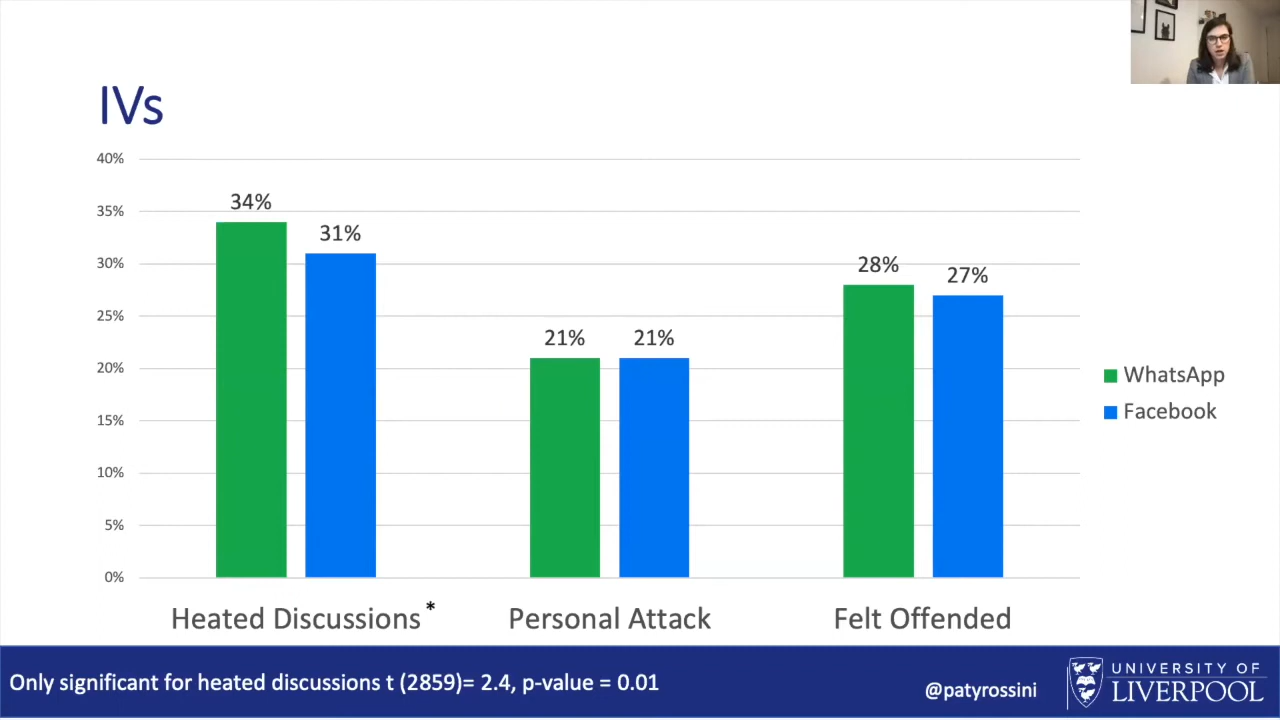 IVs
40%
35%
30%
25%
20%
15%
10%
5%
0%
34%
31%
21%
21%
28%
27%
Heated Discussions*
Personal Attack
Felt Offended
WhatsApp
Facebook
Only significant for heated discussions t (2859)= 2.4, p-value = 0.01
@patyrossini
UNIVERSITY OF
LIVERPOOL